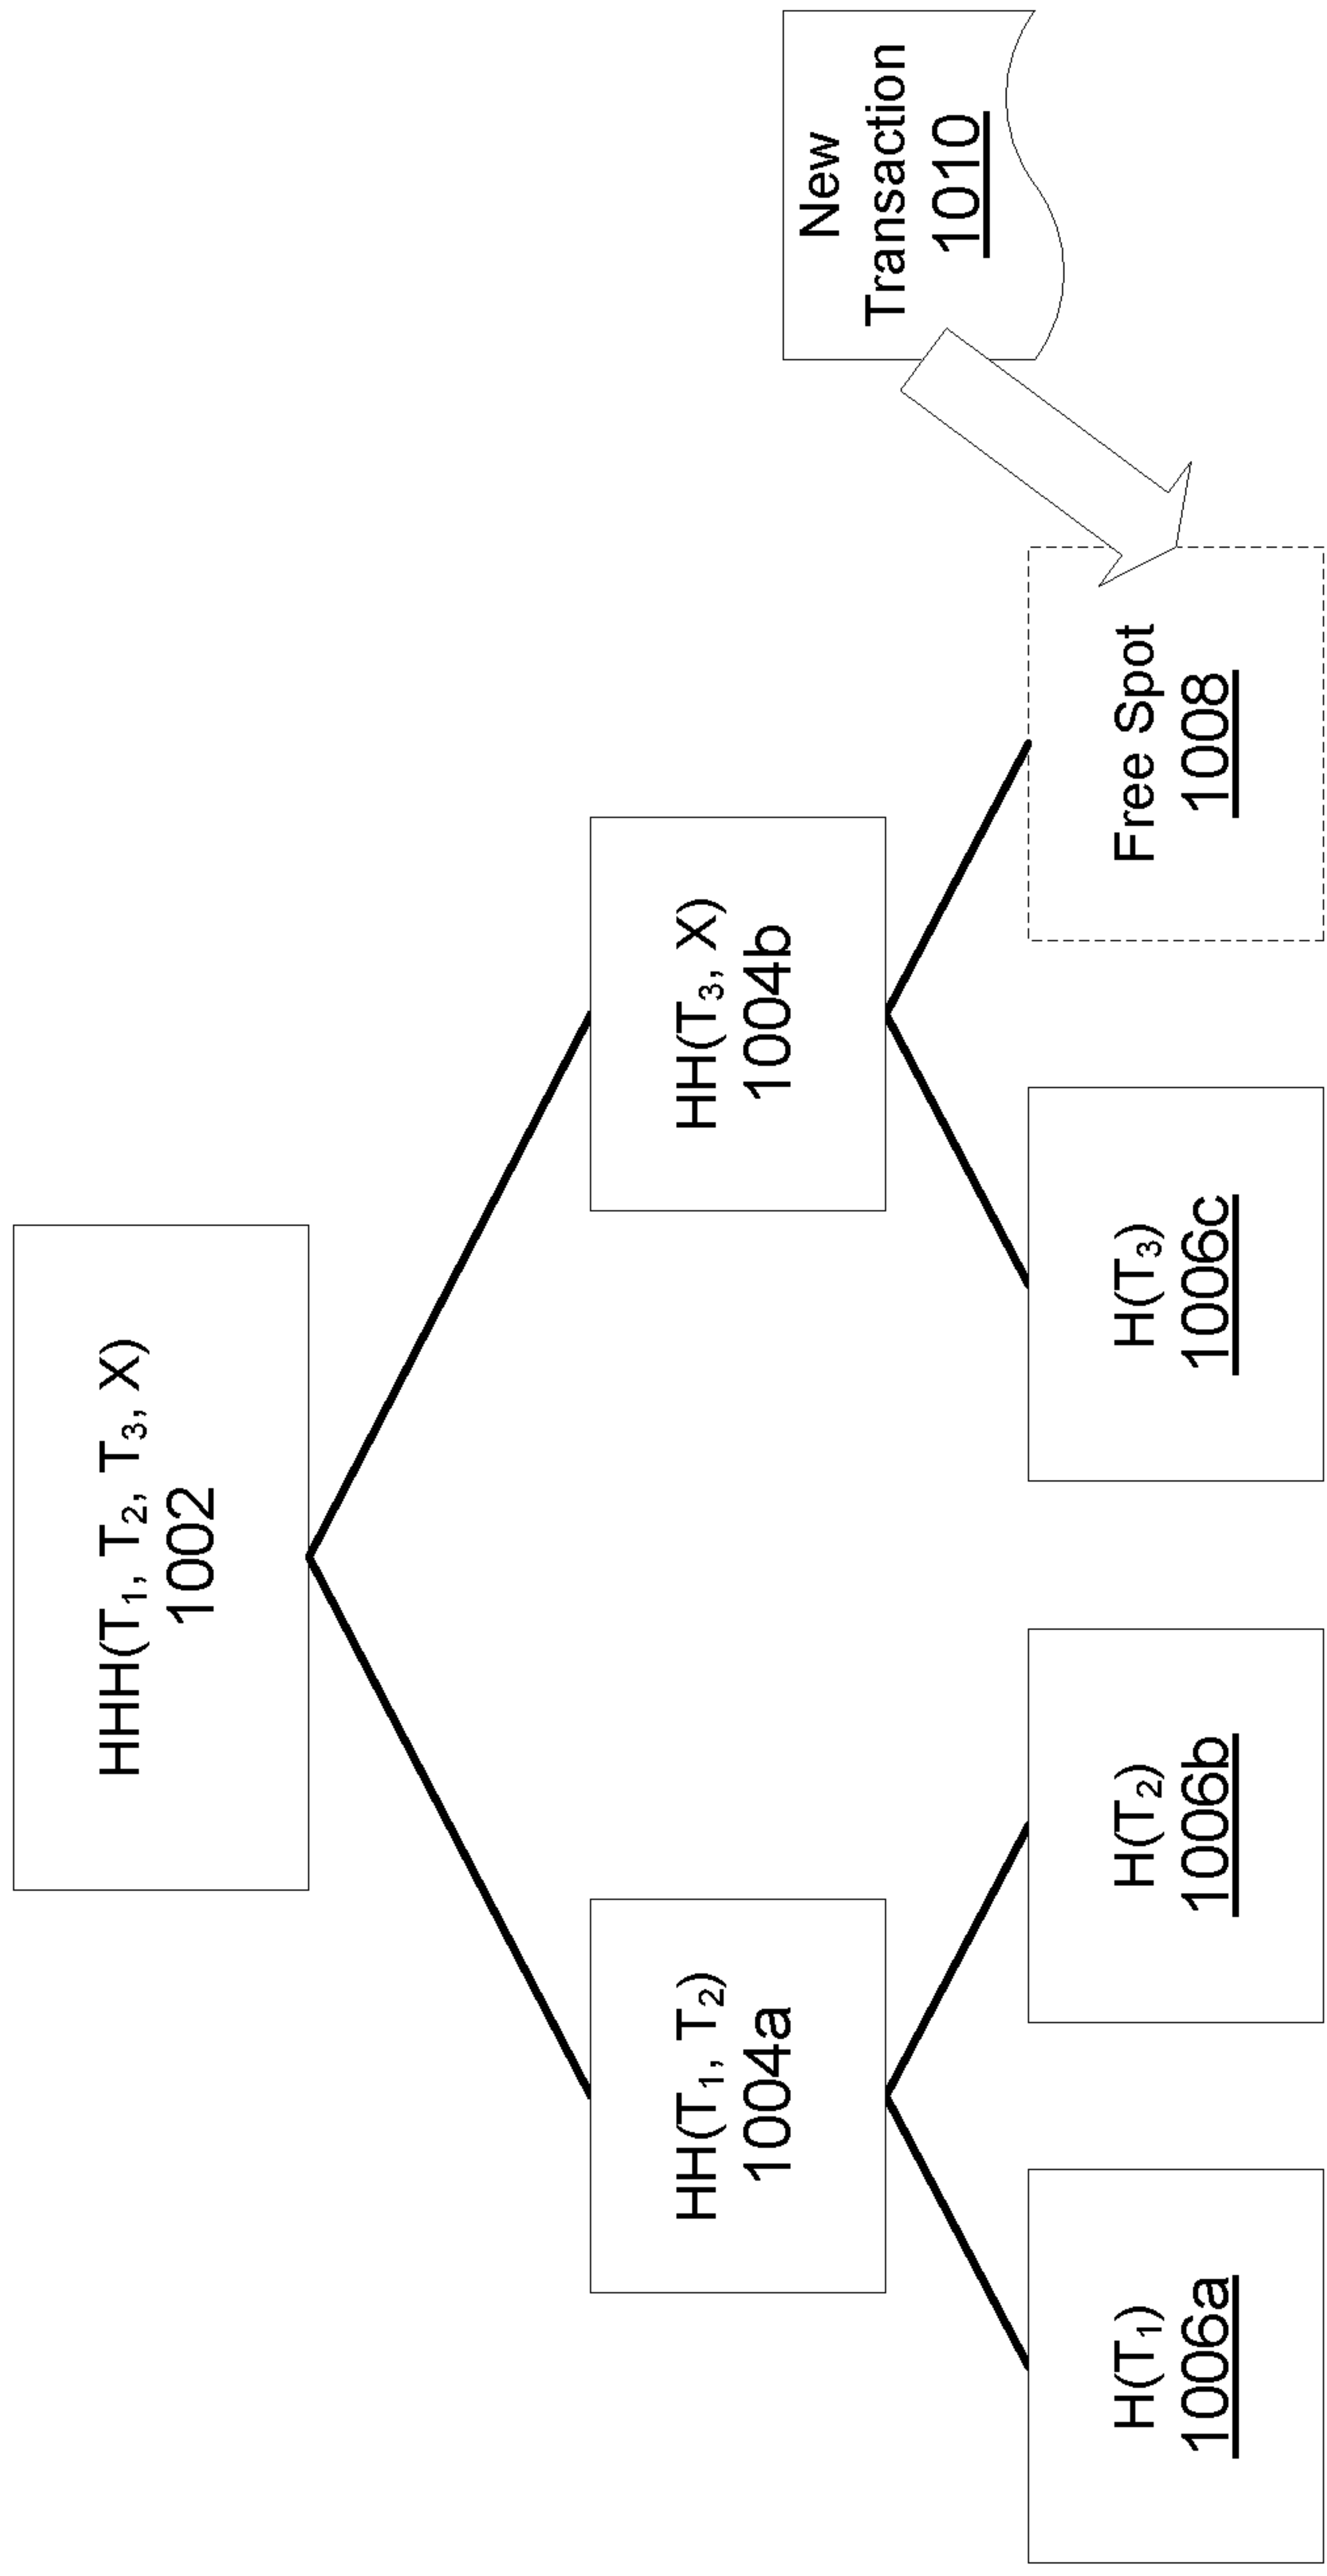 HHH(T₁, T₂, T₃, X)
1002
HH(T₁, T₂)
1004a
HH(T₃, X)
1004b
New
Transaction
1010
H(T₁)
1006a
H(T₂)
1006b
H(T₃)
1006c
Free Spot
1008